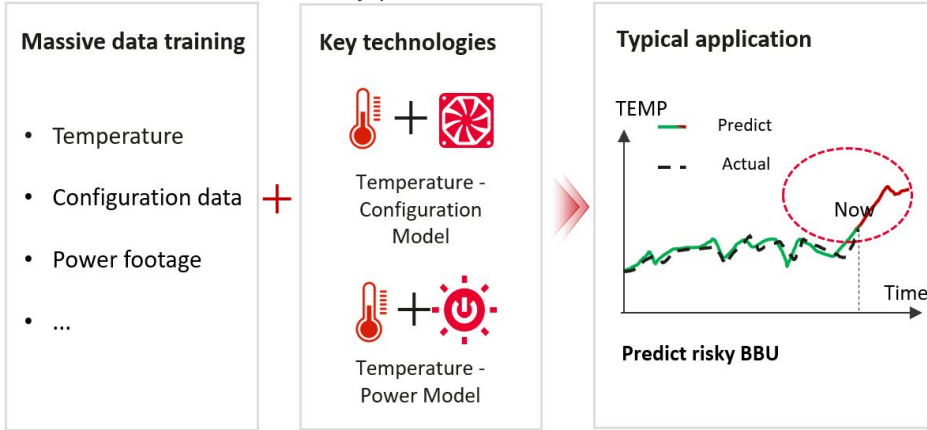 Massive data training
• Temperature
• Configuration data
• Power footage
• ...
Key technologies
Temperature -
Configuration
Model
Temperature -
Power Model
Typical application
TEMP
Predict
Actual
Now
Time
Predict risky BBU